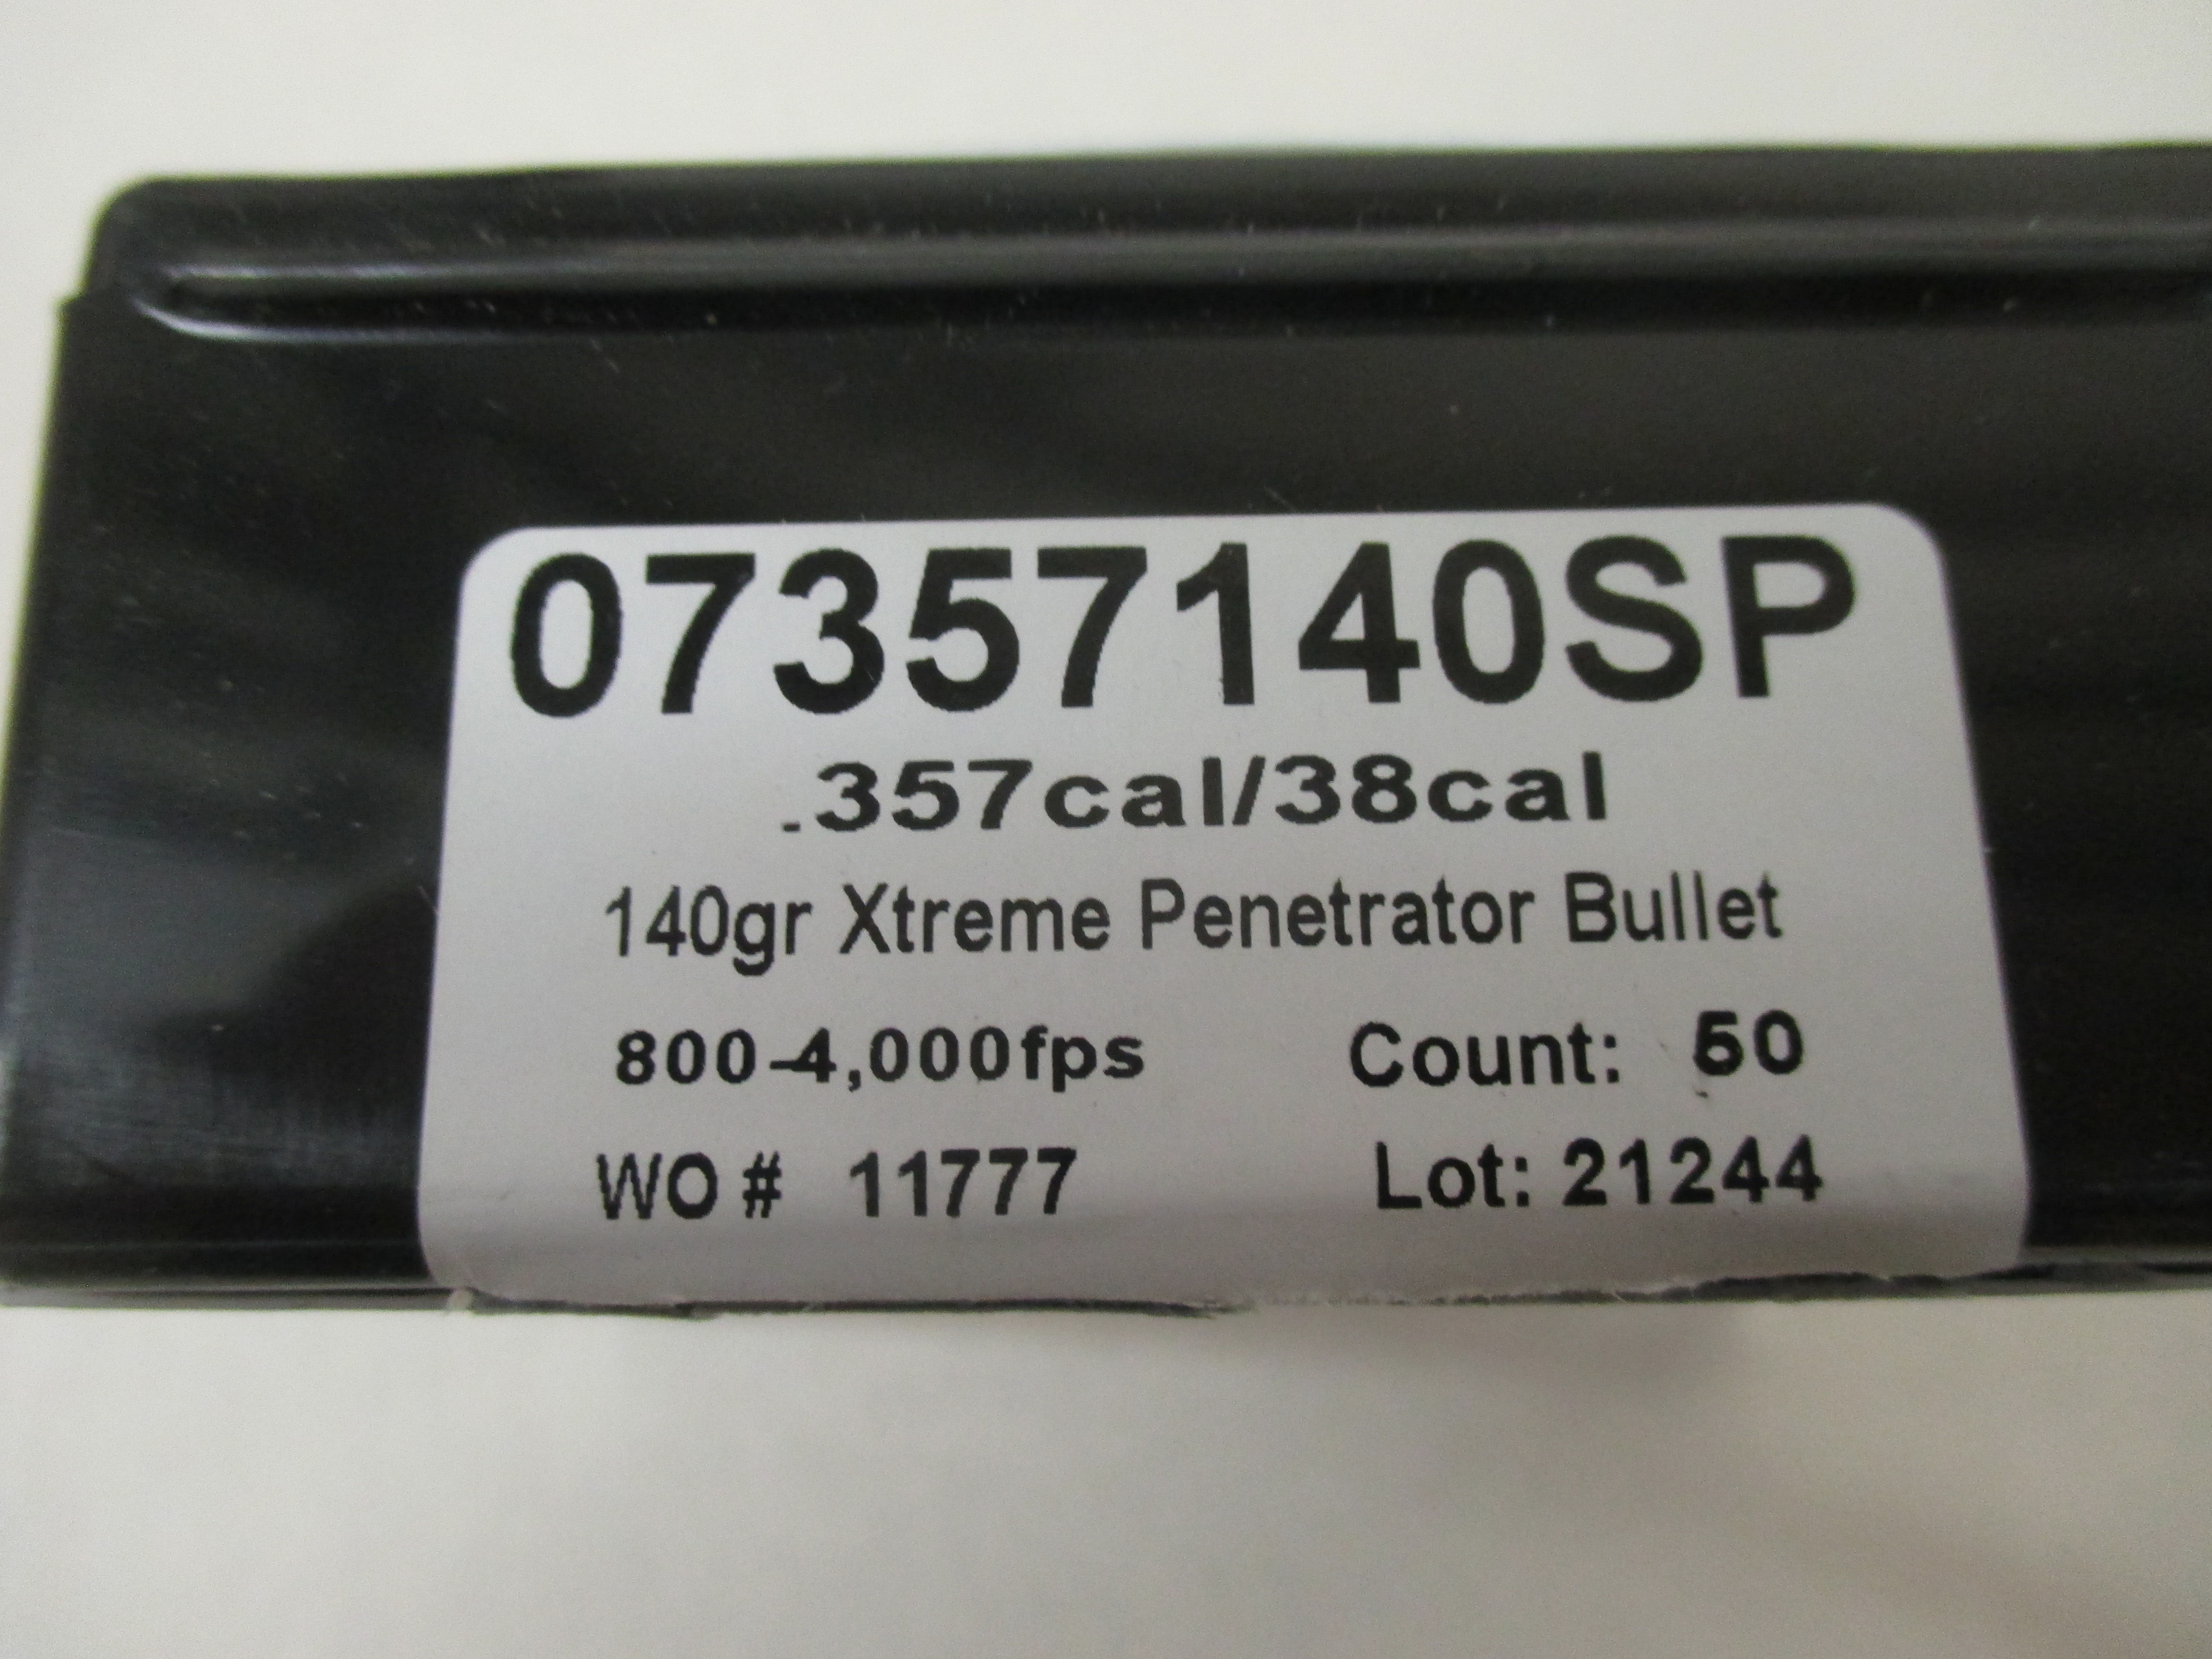 07357140SP
.357cal/38cal
140gr Xtreme Penetrator Bullet
800-4,000fps Count: 50
WO # 11777 Lot: 21244